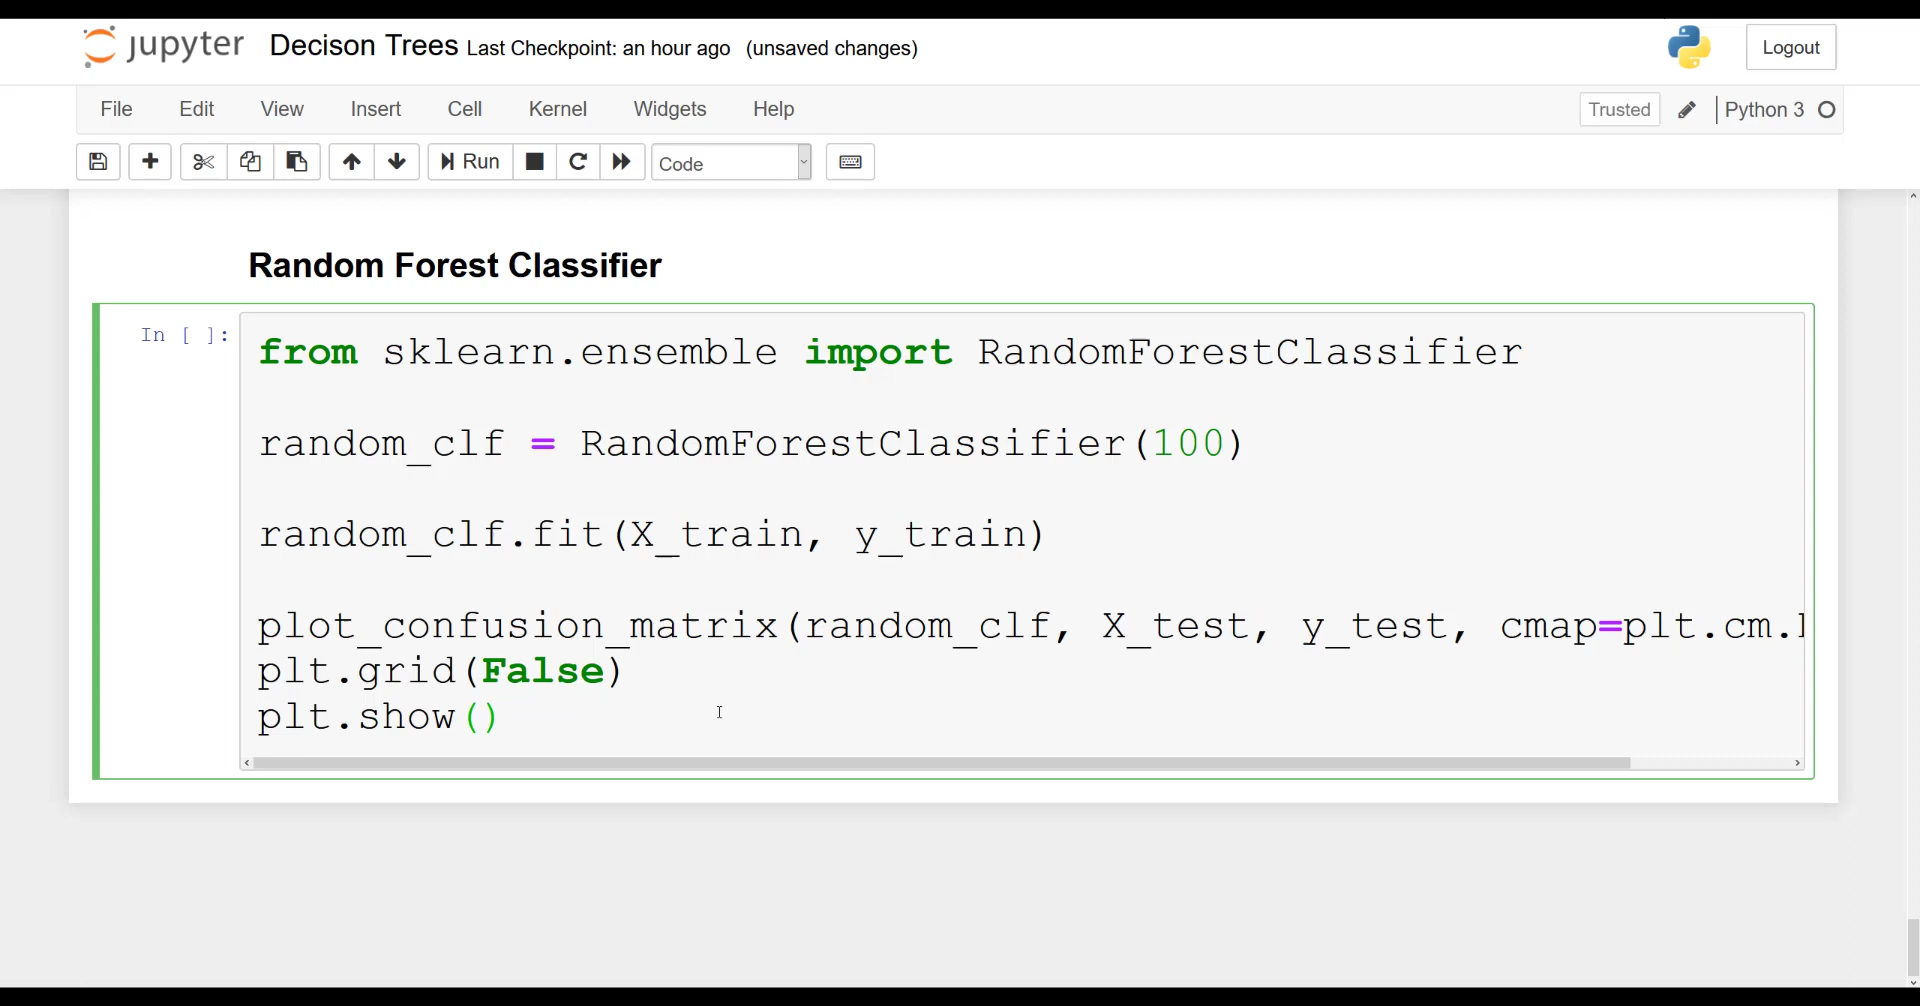 jupyter Decison Trees Last Checkpoint: an hour ago (unsaved changes) Logout
File Edit View Insert Cell Kernel Widgets Help Trusted Python 3
Run Code
Random Forest Classifier
In [ ]:
from sklearn.ensemble import RandomForestClassifier
random_clf = RandomForestClassifier(100)
random_clf.fit(X_train, y_train)
plot_confusion_matrix(random_clf, X_test, y_test, cmap=plt.cm.
plt.grid(False)
plt.show()